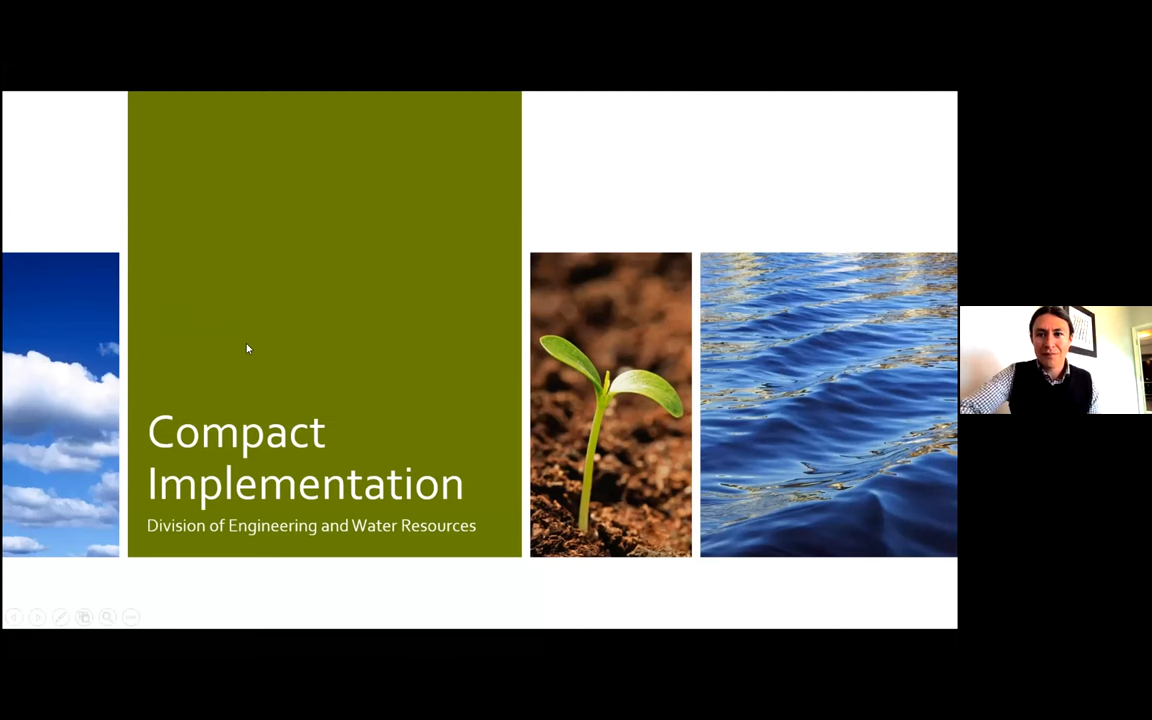 Compact
Implementation
Division of Engineering and Water Resources